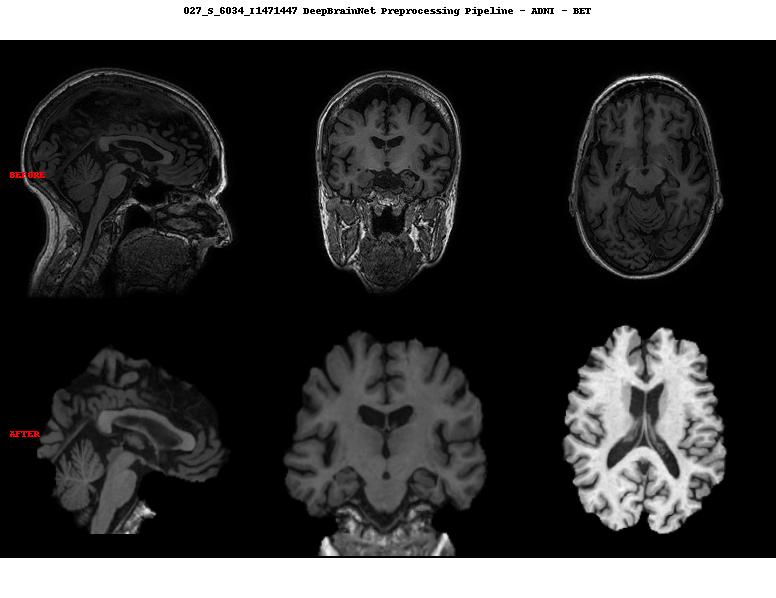 027_S_6034_I1471447 DeepBrainNet Preprocessing Pipeline - ADNI - BET
BEFORE
AFTER